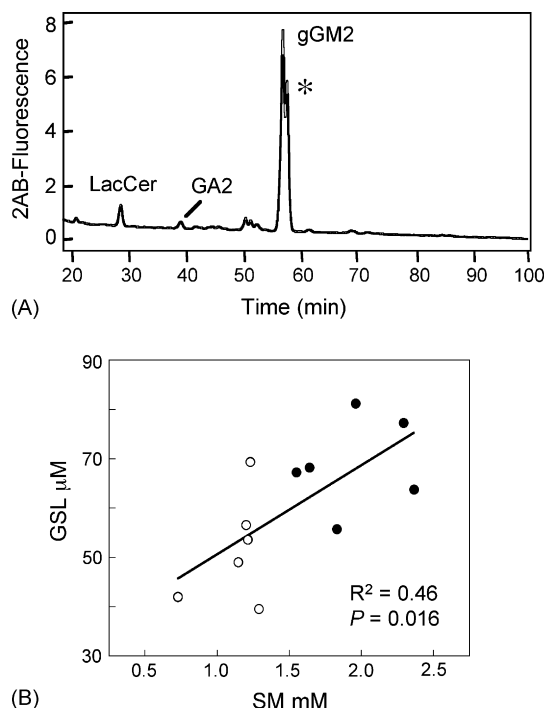 8
6
4
2
0
2AB-Fluorescence
gGM2
*
LacCer
GA2
20 30 40 50 60 70 80 90 100
Time (min)
(A)
90
70
50
30
GSL μM
R² = 0.46
P = 0.016
0.5 1.0 1.5 2.0 2.5
SM mM
(B)